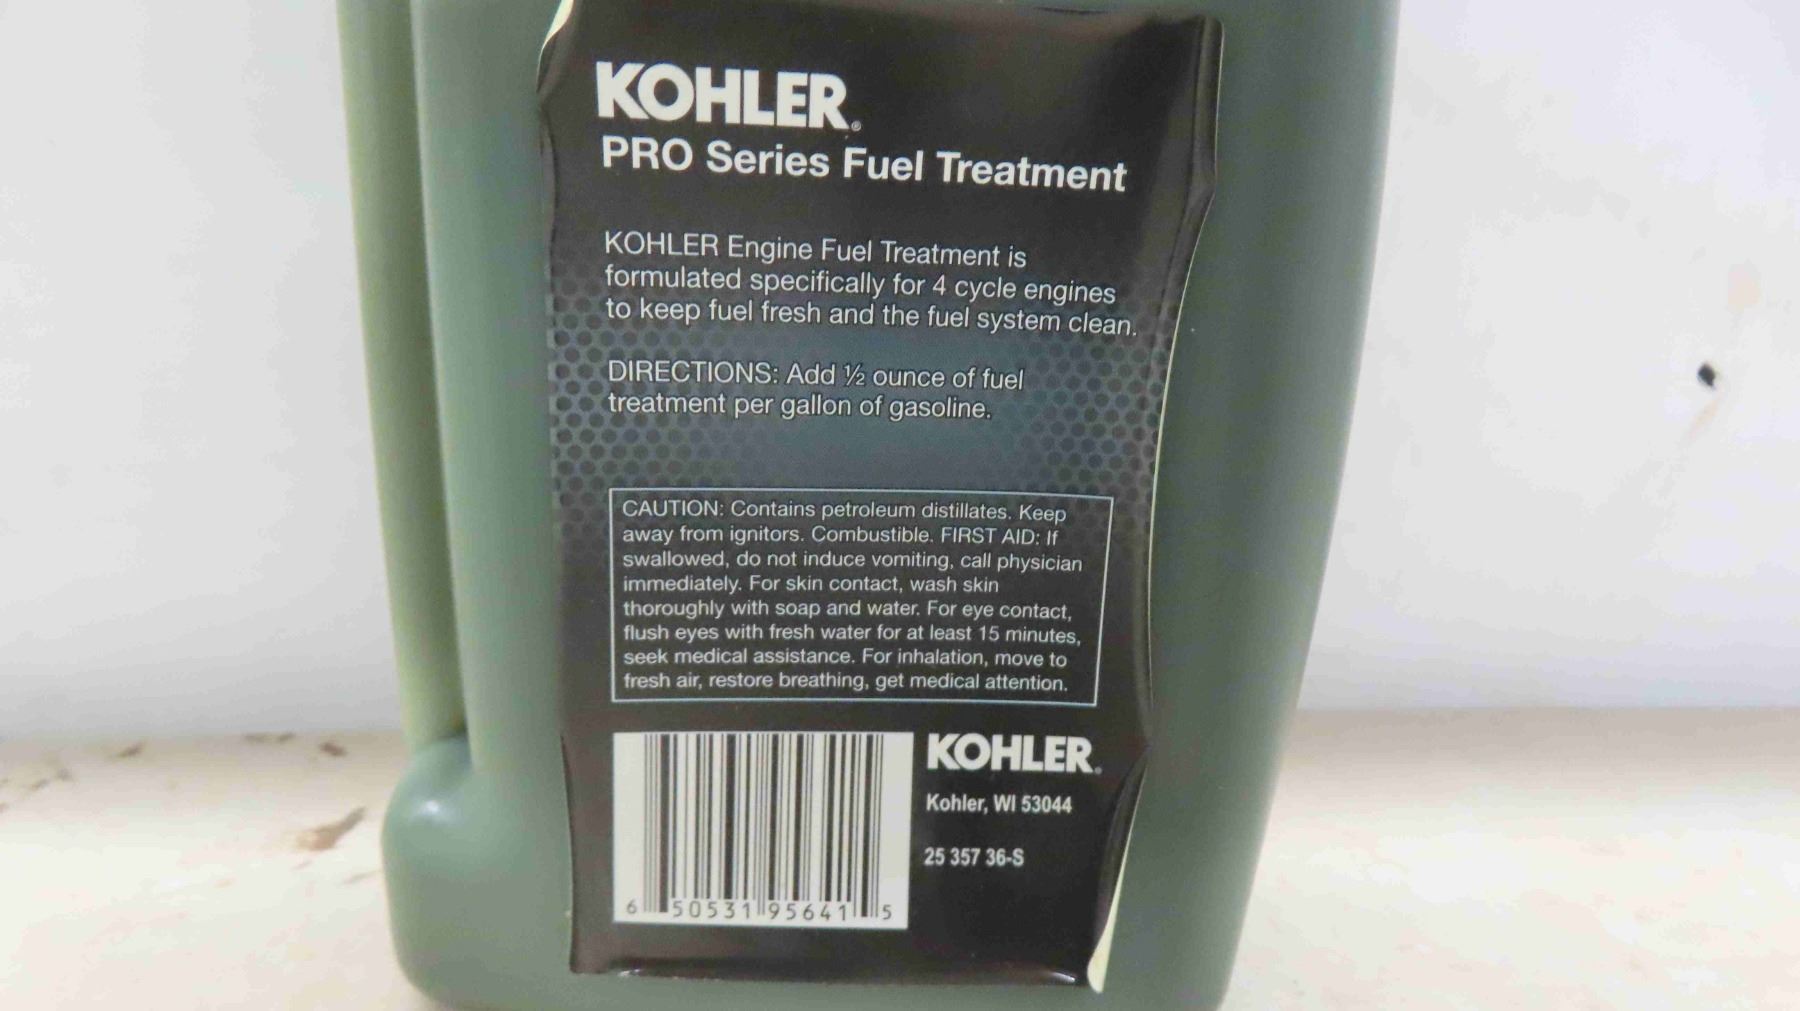 KOHLER®
PRO Series Fuel Treatment
KOHLER Engine Fuel Treatment is
formulated specifically for 4 cycle engines
to keep fuel fresh and the fuel system clean.
DIRECTIONS: Add ½ ounce of fuel
treatment per gallon of gasoline.
CAUTION: Contains petroleum distillates. Keep
away from ignitors. Combustible. FIRST AID: If
swallowed, do not induce vomiting, call physician
immediately. For skin contact, wash skin
thoroughly with soap and water. For eye contact,
flush eyes with fresh water for at least 15 minutes,
seek medical assistance. For inhalation, move to
fresh air, restore breathing, get medical attention.
KOHLER®
Kohler, WI 53044
25 357 36-S
6 50531 95641 5